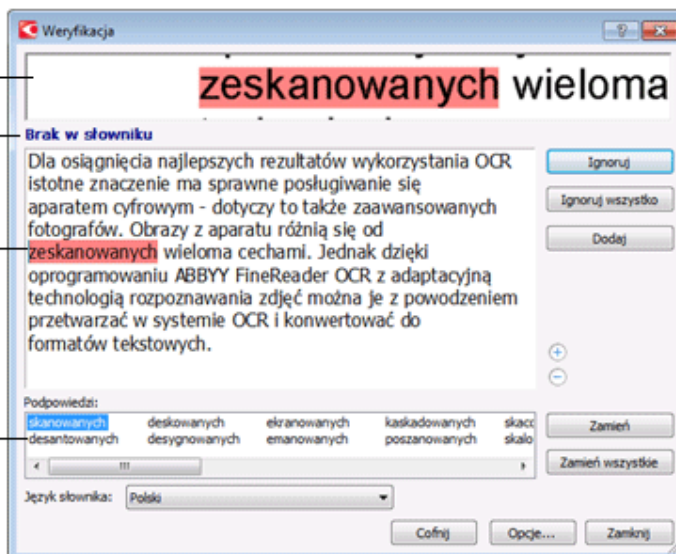 Weryfikacja
zeskanowanych wieloma
Brak w słowniku
Dla osiągnięcia najlepszych rezultatów wykorzystania OCR
istotne znaczenie ma sprawne posługiwanie się
aparatem cyfrowym - dotyczy to także zaawansowanych
fotografów. Obrazy z aparatu różnią się od
zeskanowanych wieloma cechami. Jednak dzięki
oprogramowaniu ABBYY FineReader OCR z adaptacyjną
technologią rozpoznawania zdjęć można je z powodzeniem
przetwarzać w systemie OCR i konwertować do
formatów tekstowych.
Ignoruj
Ignoruj wszystko
Dodaj
Podpowiedzi:
skanowanych deskowanych ekranowanych kaskadowanych skacc
desantowanych desygnowanych emanowanych poszanowanych skalo
Zamień
Zamień wszystkie
Język słownika: Polski
Cofnij Opcje... Zamknij